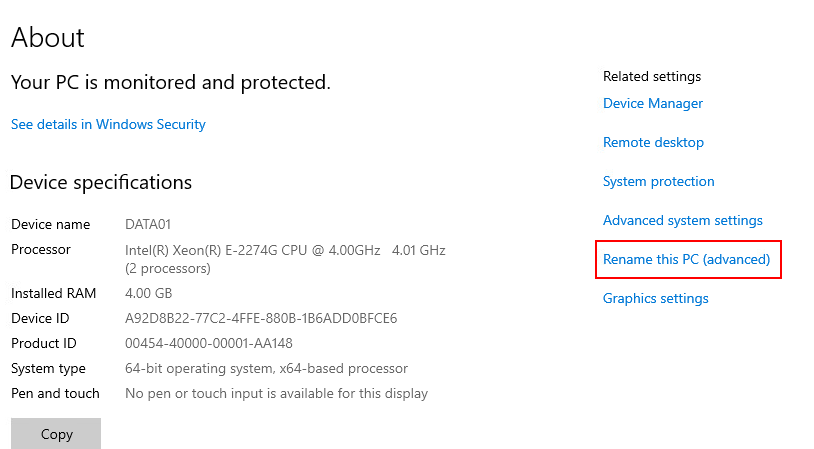 About
Your PC is monitored and protected.
See details in Windows Security
Device specifications
Device name DATA01
Processor Intel(R) Xeon(R) E-2274G CPU @ 4.00GHz 4.01 GHz
(2 processors)
Installed RAM 4.00 GB
Device ID A92D8B22-77C2-4FFE-880B-1B6ADD0BFCE6
Product ID 00454-40000-00001-AA148
System type 64-bit operating system, x64-based processor
Pen and touch No pen or touch input is available for this display
Copy
Related settings
Device Manager
Remote desktop
System protection
Advanced system settings
Rename this PC (advanced)
Graphics settings